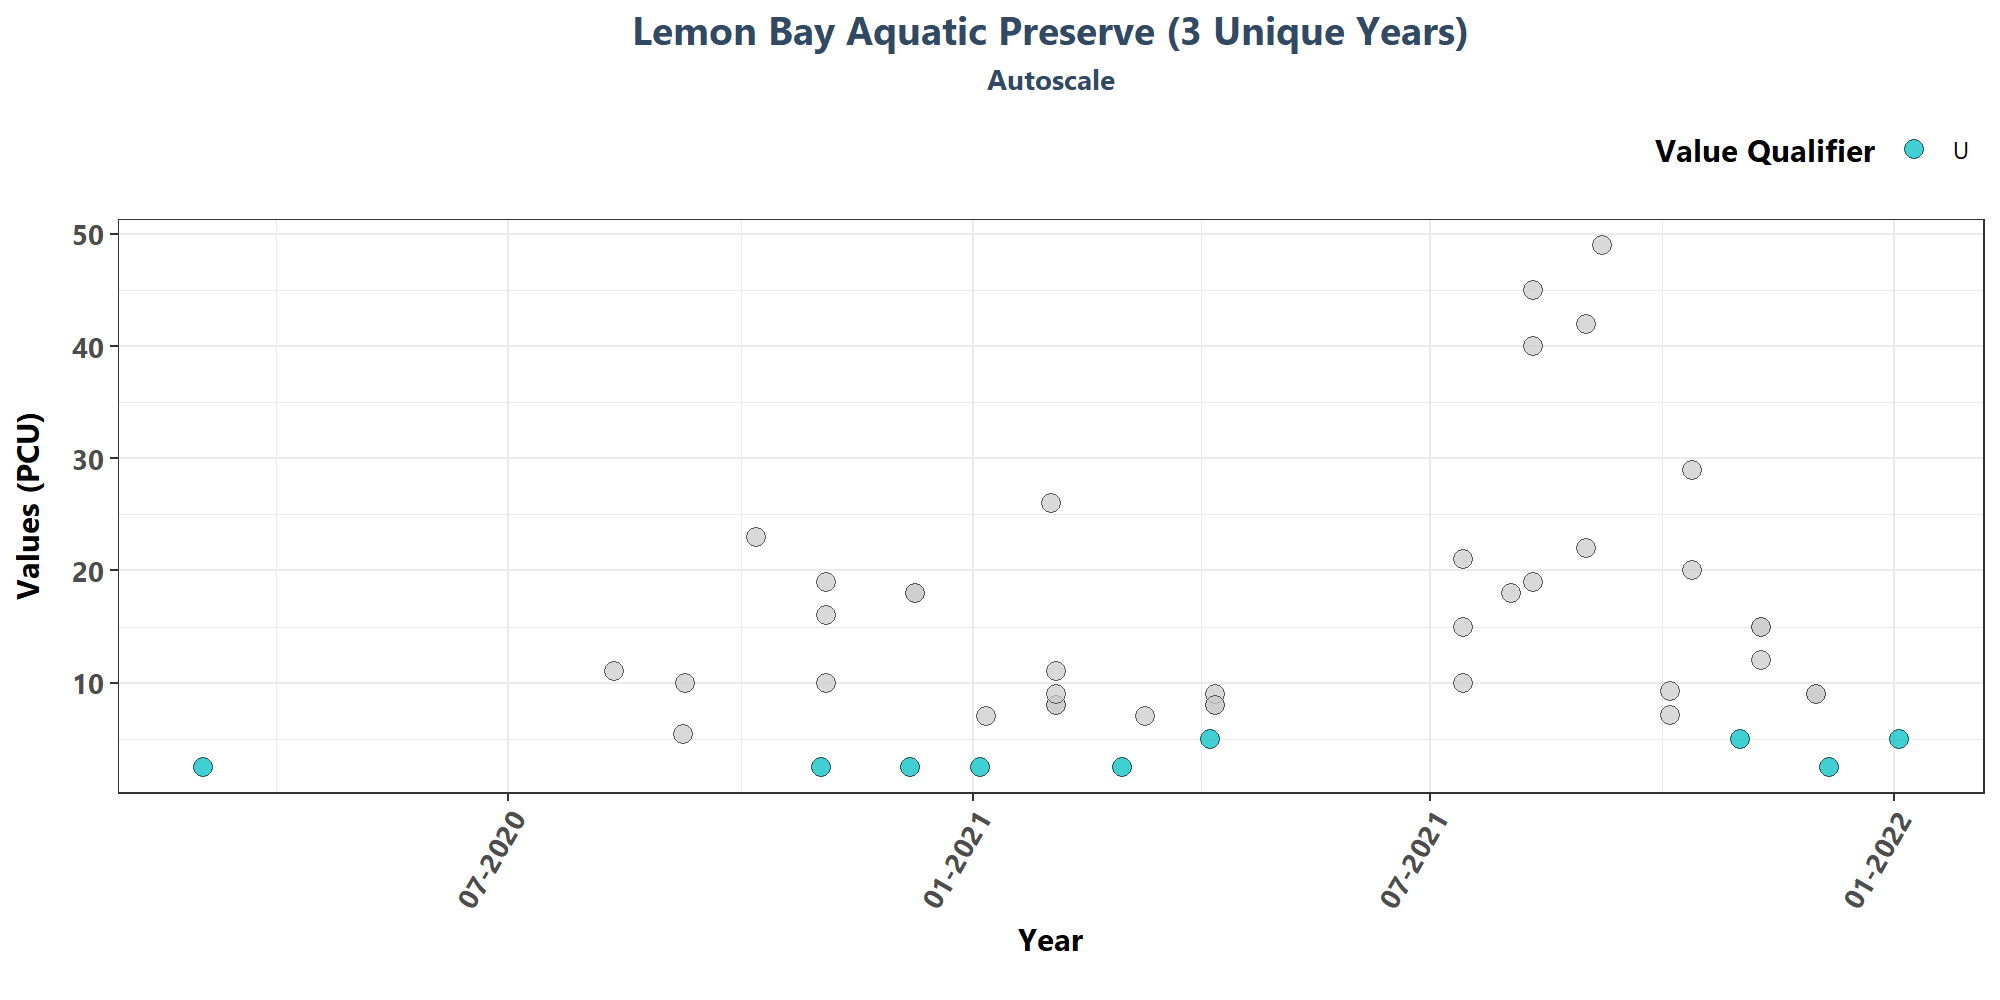 Lemon Bay Aquatic Preserve (3 Unique Years)
Autoscale
Value Qualifier U
50
40
30
20
10
Values (PCU)
07-2020
01-2021
07-2021
01-2022
Year